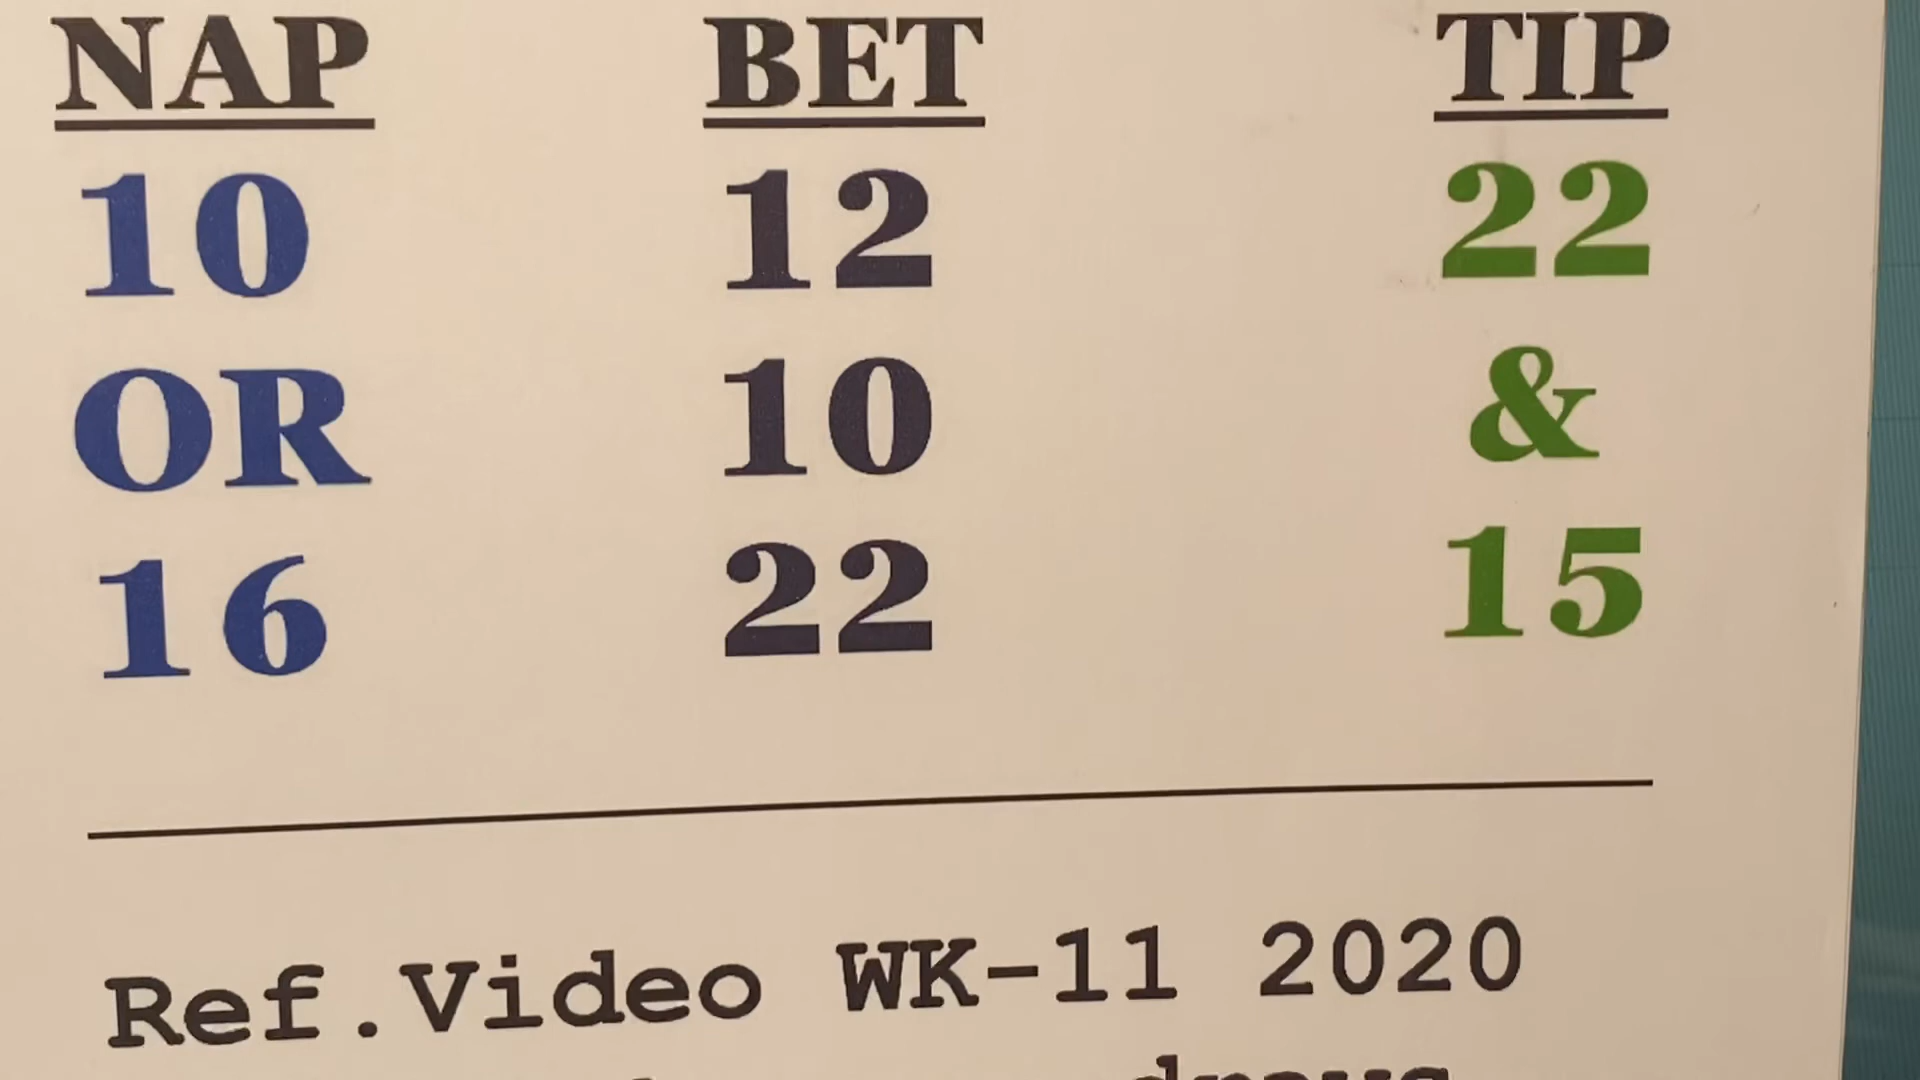 NAP BET TIP
10 12 22
OR 10 &
16 22 15
Ref.Video WK-11 2020